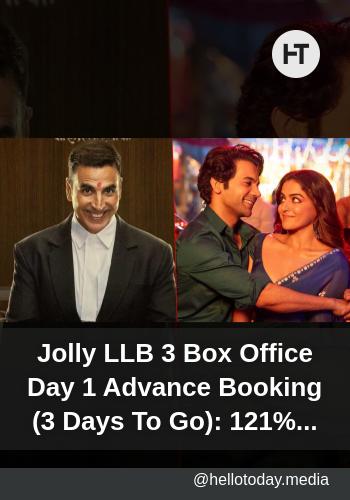 HT
Jolly LLB 3 Box Office
Day 1 Advance Booking
(3 Days To Go): 121%...
@hellotoday.media